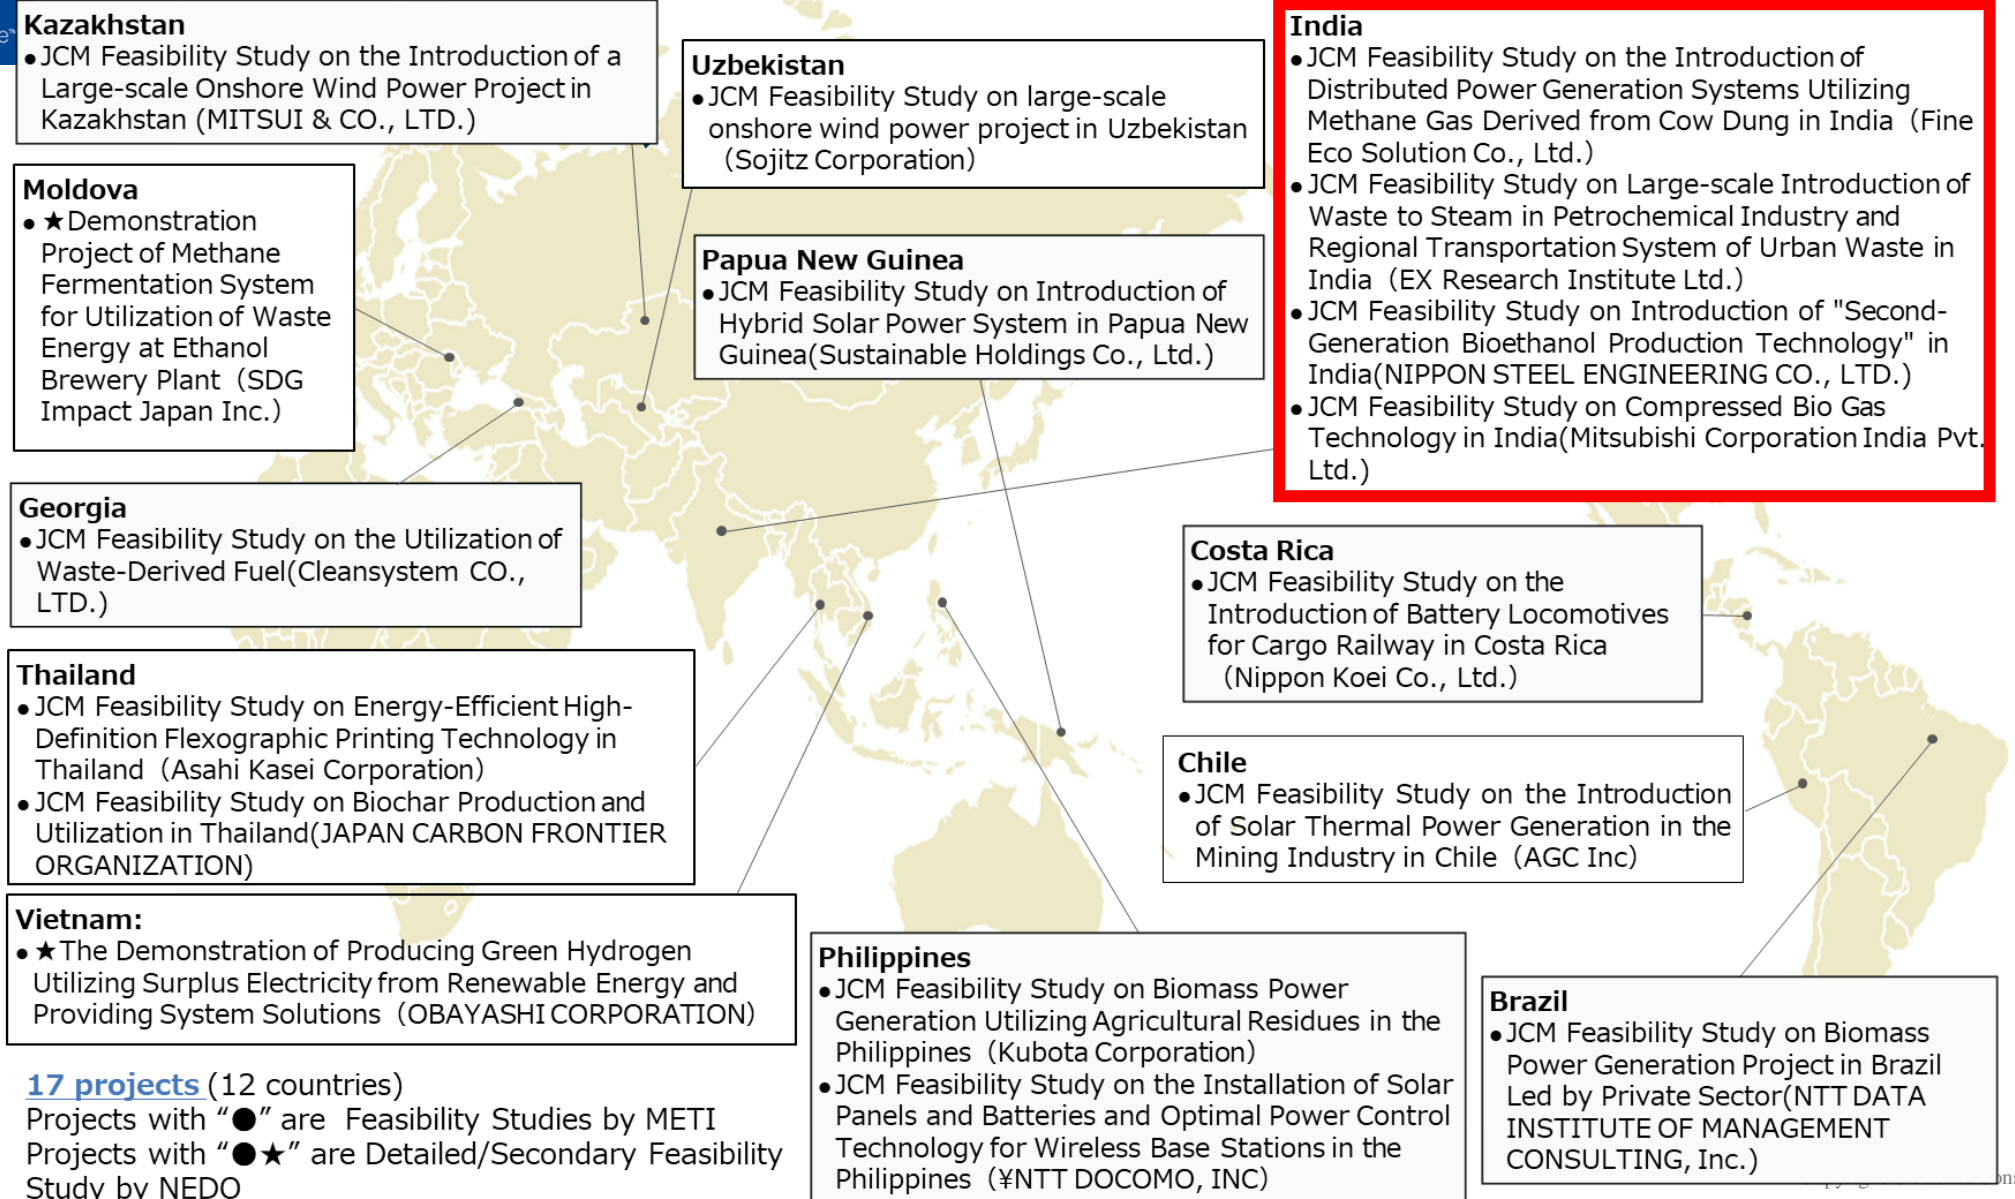 Kazakhstan
●JCM Feasibility Study on the Introduction of a
Large-scale Onshore Wind Power Project in
Kazakhstan (MITSUI & CO., LTD.)
Uzbekistan
●JCM Feasibility Study on large-scale
onshore wind power project in Uzbekistan
（Sojitz Corporation）
India
●JCM Feasibility Study on the Introduction of
Distributed Power Generation Systems Utilizing
Methane Gas Derived from Cow Dung in India（Fine
Eco Solution Co., Ltd.）
●JCM Feasibility Study on Large-scale Introduction of
Waste to Steam in Petrochemical Industry and
Regional Transportation System of Urban Waste in
India（EX Research Institute Ltd.）
●JCM Feasibility Study on Introduction of "Second-
Generation Bioethanol Production Technology" in
India(NIPPON STEEL ENGINEERING CO., LTD.)
●JCM Feasibility Study on Compressed Bio Gas
Technology in India(Mitsubishi Corporation India Pvt.
Ltd.)
Moldova
● ★Demonstration
Project of Methane
Fermentation System
for Utilization of Waste
Energy at Ethanol
Brewery Plant（SDG
Impact Japan Inc.）
Papua New Guinea
●JCM Feasibility Study on Introduction of
Hybrid Solar Power System in Papua New
Guinea(Sustainable Holdings Co., Ltd.)
Georgia
●JCM Feasibility Study on the Utilization of
Waste-Derived Fuel(Cleansystem CO.,
LTD.)
Costa Rica
●JCM Feasibility Study on the
Introduction of Battery Locomotives
for Cargo Railway in Costa Rica
（Nippon Koei Co., Ltd.）
Thailand
●JCM Feasibility Study on Energy-Efficient High-
Definition Flexographic Printing Technology in
Thailand（Asahi Kasei Corporation）
●JCM Feasibility Study on Biochar Production and
Utilization in Thailand(JAPAN CARBON FRONTIER
ORGANIZATION)
Chile
●JCM Feasibility Study on the Introduction
of Solar Thermal Power Generation in the
Mining Industry in Chile（AGC Inc）
Vietnam:
● ★The Demonstration of Producing Green Hydrogen
Utilizing Surplus Electricity from Renewable Energy and
Providing System Solutions（OBAYASHI CORPORATION）
Philippines
●JCM Feasibility Study on Biomass Power
Generation Utilizing Agricultural Residues in the
Philippines（Kubota Corporation）
●JCM Feasibility Study on the Installation of Solar
Panels and Batteries and Optimal Power Control
Technology for Wireless Base Stations in the
Philippines（¥NTT DOCOMO, INC）
Brazil
●JCM Feasibility Study on Biomass
Power Generation Project in Brazil
Led by Private Sector(NTT DATA
INSTITUTE OF MANAGEMENT
CONSULTING, Inc.)
17 projects (12 countries)
Projects with “●” are Feasibility Studies by METI
Projects with “●★” are Detailed/Secondary Feasibility
Study by NEDO